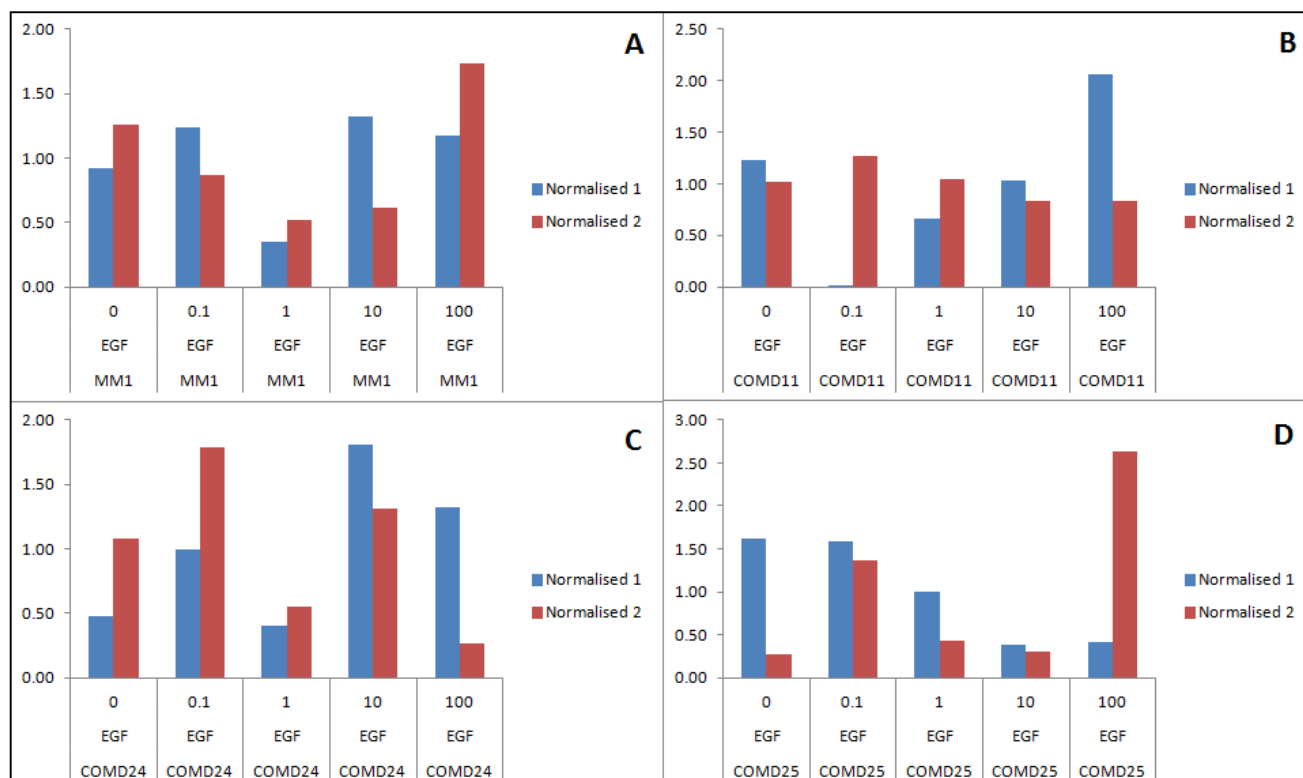 A
2.00
1.50
1.00
0.50
0.00
0 0.1 1 10 100
EGF EGF EGF EGF EGF
MM1 MM1 MM1 MM1 MM1
Normalised 1
Normalised 2
B
2.50
2.00
1.50
1.00
0.50
0.00
0 0.1 1 10 100
EGF EGF EGF EGF EGF
COMD11 COMD11 COMD11 COMD11 COMD11
Normalised 1
Normalised 2
C
2.00
1.50
1.00
0.50
0.00
0 0.1 1 10 100
EGF EGF EGF EGF EGF
COMD24 COMD24 COMD24 COMD24 COMD24
Normalised 1
Normalised 2
D
3.00
2.50
2.00
1.50
1.00
0.50
0.00
0 0.1 1 10 100
EGF EGF EGF EGF EGF
COMD25 COMD25 COMD25 COMD25 COMD25
Normalised 1
Normalised 2